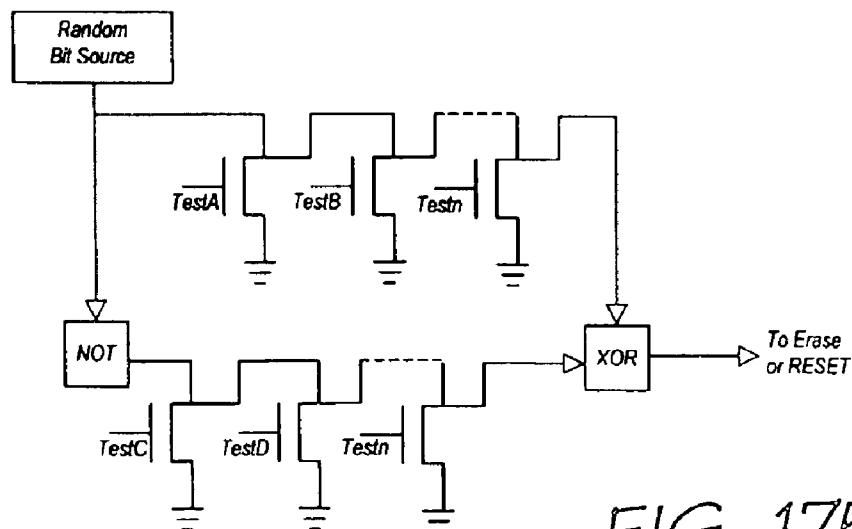 Random
Bit Source
TestA
TestB
Testn
NOT
XOR
To Erase
or RESET
TestC
TestD
Testn